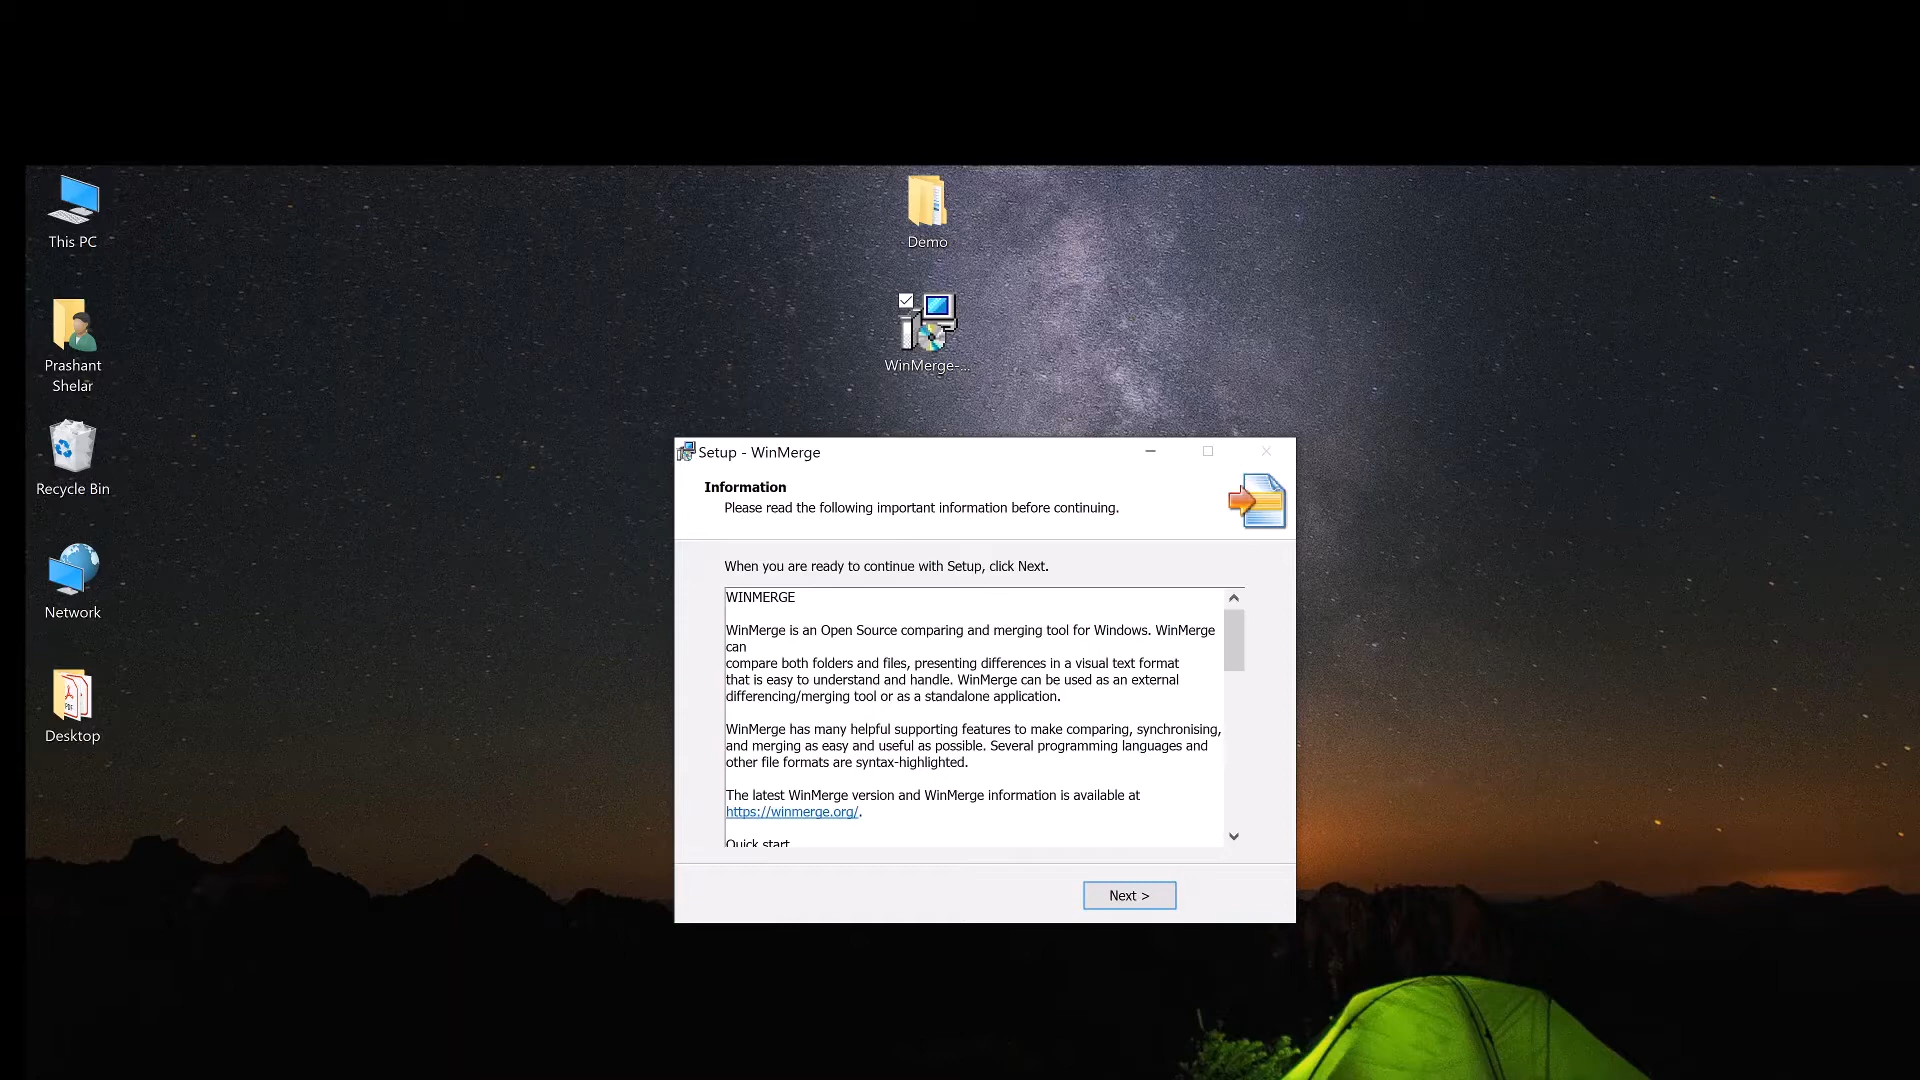 This PC
Demo
WinMerge-...
Prashant
Shelar
Recycle Bin
Network
Desktop
Setup - WinMerge
Information
Please read the following important information before continuing.
When you are ready to continue with Setup, click Next.
WINMERGE
WinMerge is an Open Source comparing and merging tool for Windows. WinMerge
can
compare both folders and files, presenting differences in a visual text format
that is easy to understand and handle. WinMerge can be used as an external
differencing/merging tool or as a standalone application.
WinMerge has many helpful supporting features to make comparing, synchronising,
and merging as easy and useful as possible. Several programming languages and
other file formats are syntax-highlighted.
The latest WinMerge version and WinMerge information is available at
https://winmerge.org/.
Quick start
Next >